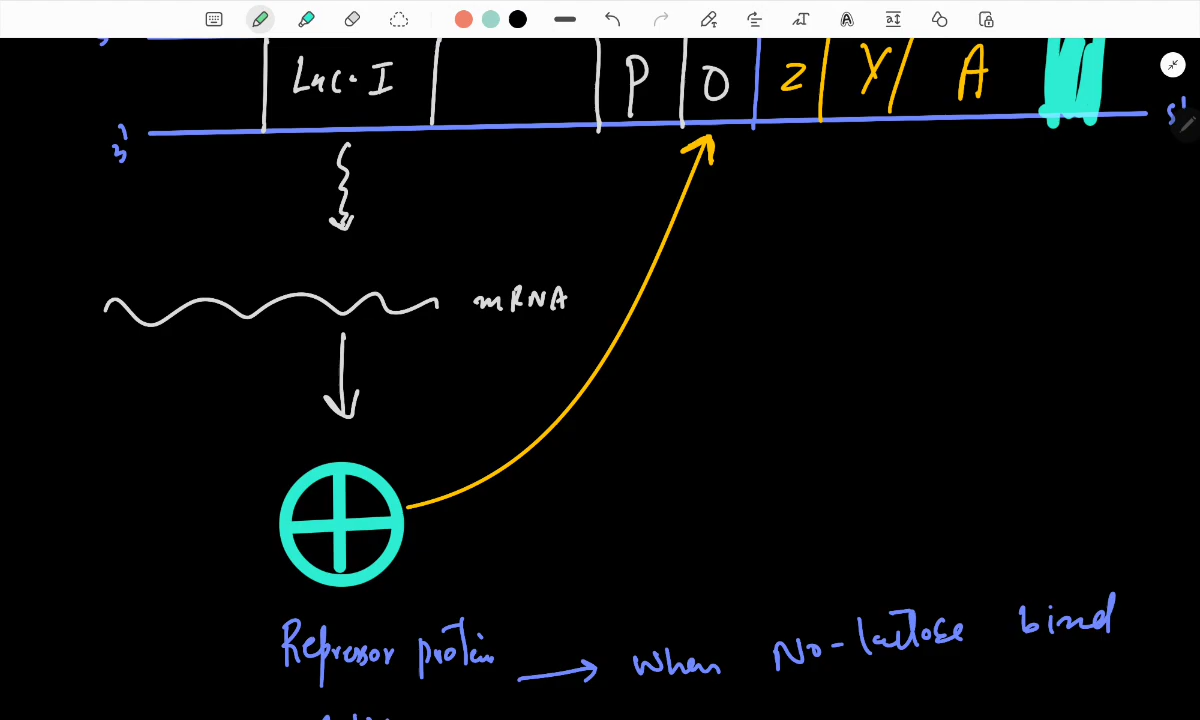 Lac-I P O Z Y A
3' 5'
mRNA
Repressor protein → when No-lactose bind